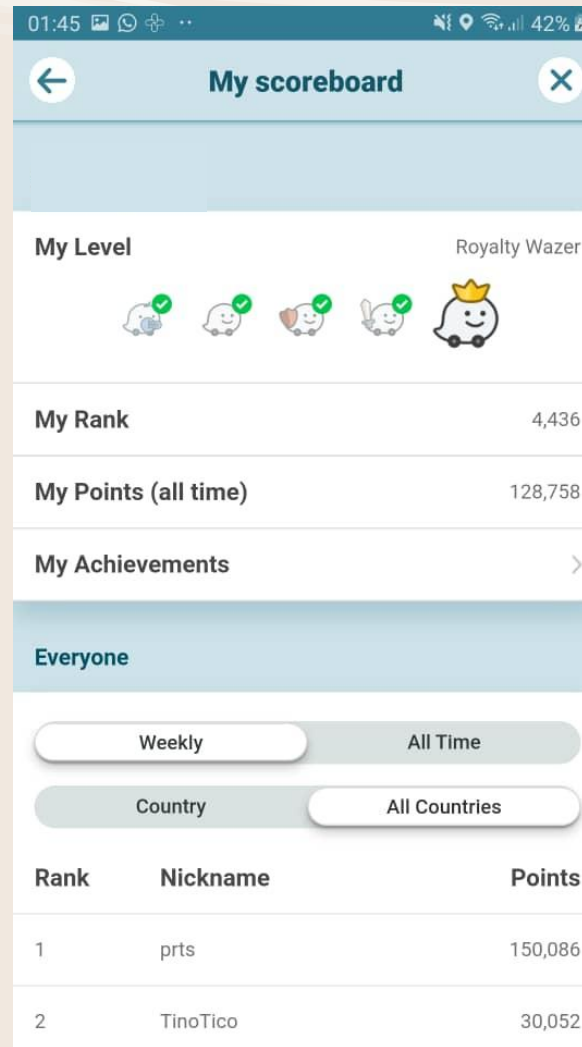 01:45 42%
My scoreboard
My Level Royalty Wazer
My Rank 4,436
My Points (all time) 128,758
My Achievements
Everyone
Weekly All Time
Country All Countries
Rank Nickname Points
1 prts 150,086
2 TinoTico 30,052